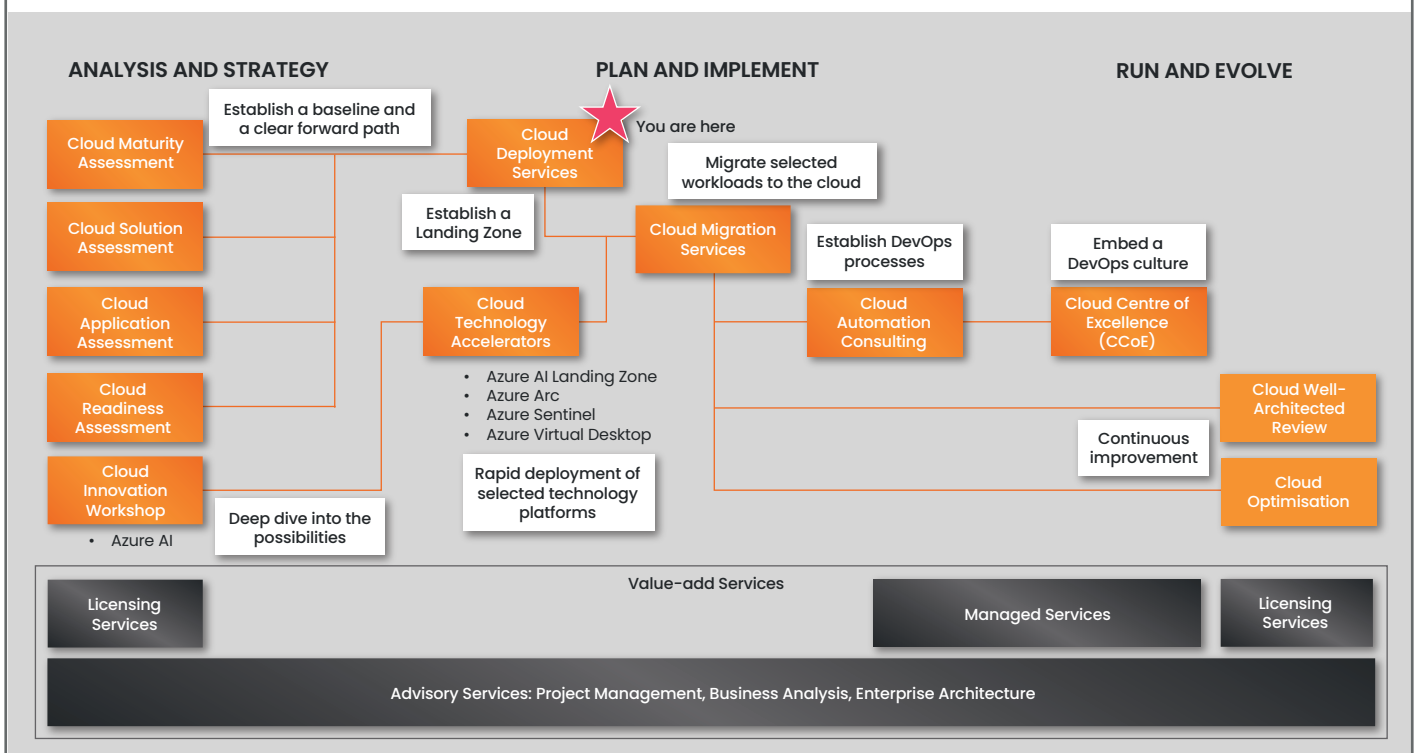 ANALYSIS AND STRATEGY
PLAN AND IMPLEMENT
RUN AND EVOLVE
Establish a baseline and
a clear forward path
Cloud Maturity
Assessment
Cloud
Deployment
Services
You are here
Migrate selected
workloads to the cloud
Cloud Solution
Assessment
Establish a
Landing Zone
Cloud Migration
Services
Establish DevOps
processes
Embed a
DevOps culture
Cloud
Application
Assessment
Cloud
Technology
Accelerators
Cloud
Automation
Consulting
Cloud Centre of
Excellence
(CCoE)
• Azure AI Landing Zone
• Azure Arc
• Azure Sentinel
• Azure Virtual Desktop
Cloud
Readiness
Assessment
Cloud Well-
Architected
Review
Continuous
improvement
Cloud
Innovation
Workshop
• Azure AI
Deep dive into the
possibilities
Rapid deployment of
selected technology
platforms
Cloud
Optimisation
Value-add Services
Licensing
Services
Managed Services
Licensing
Services
Advisory Services: Project Management, Business Analysis, Enterprise Architecture